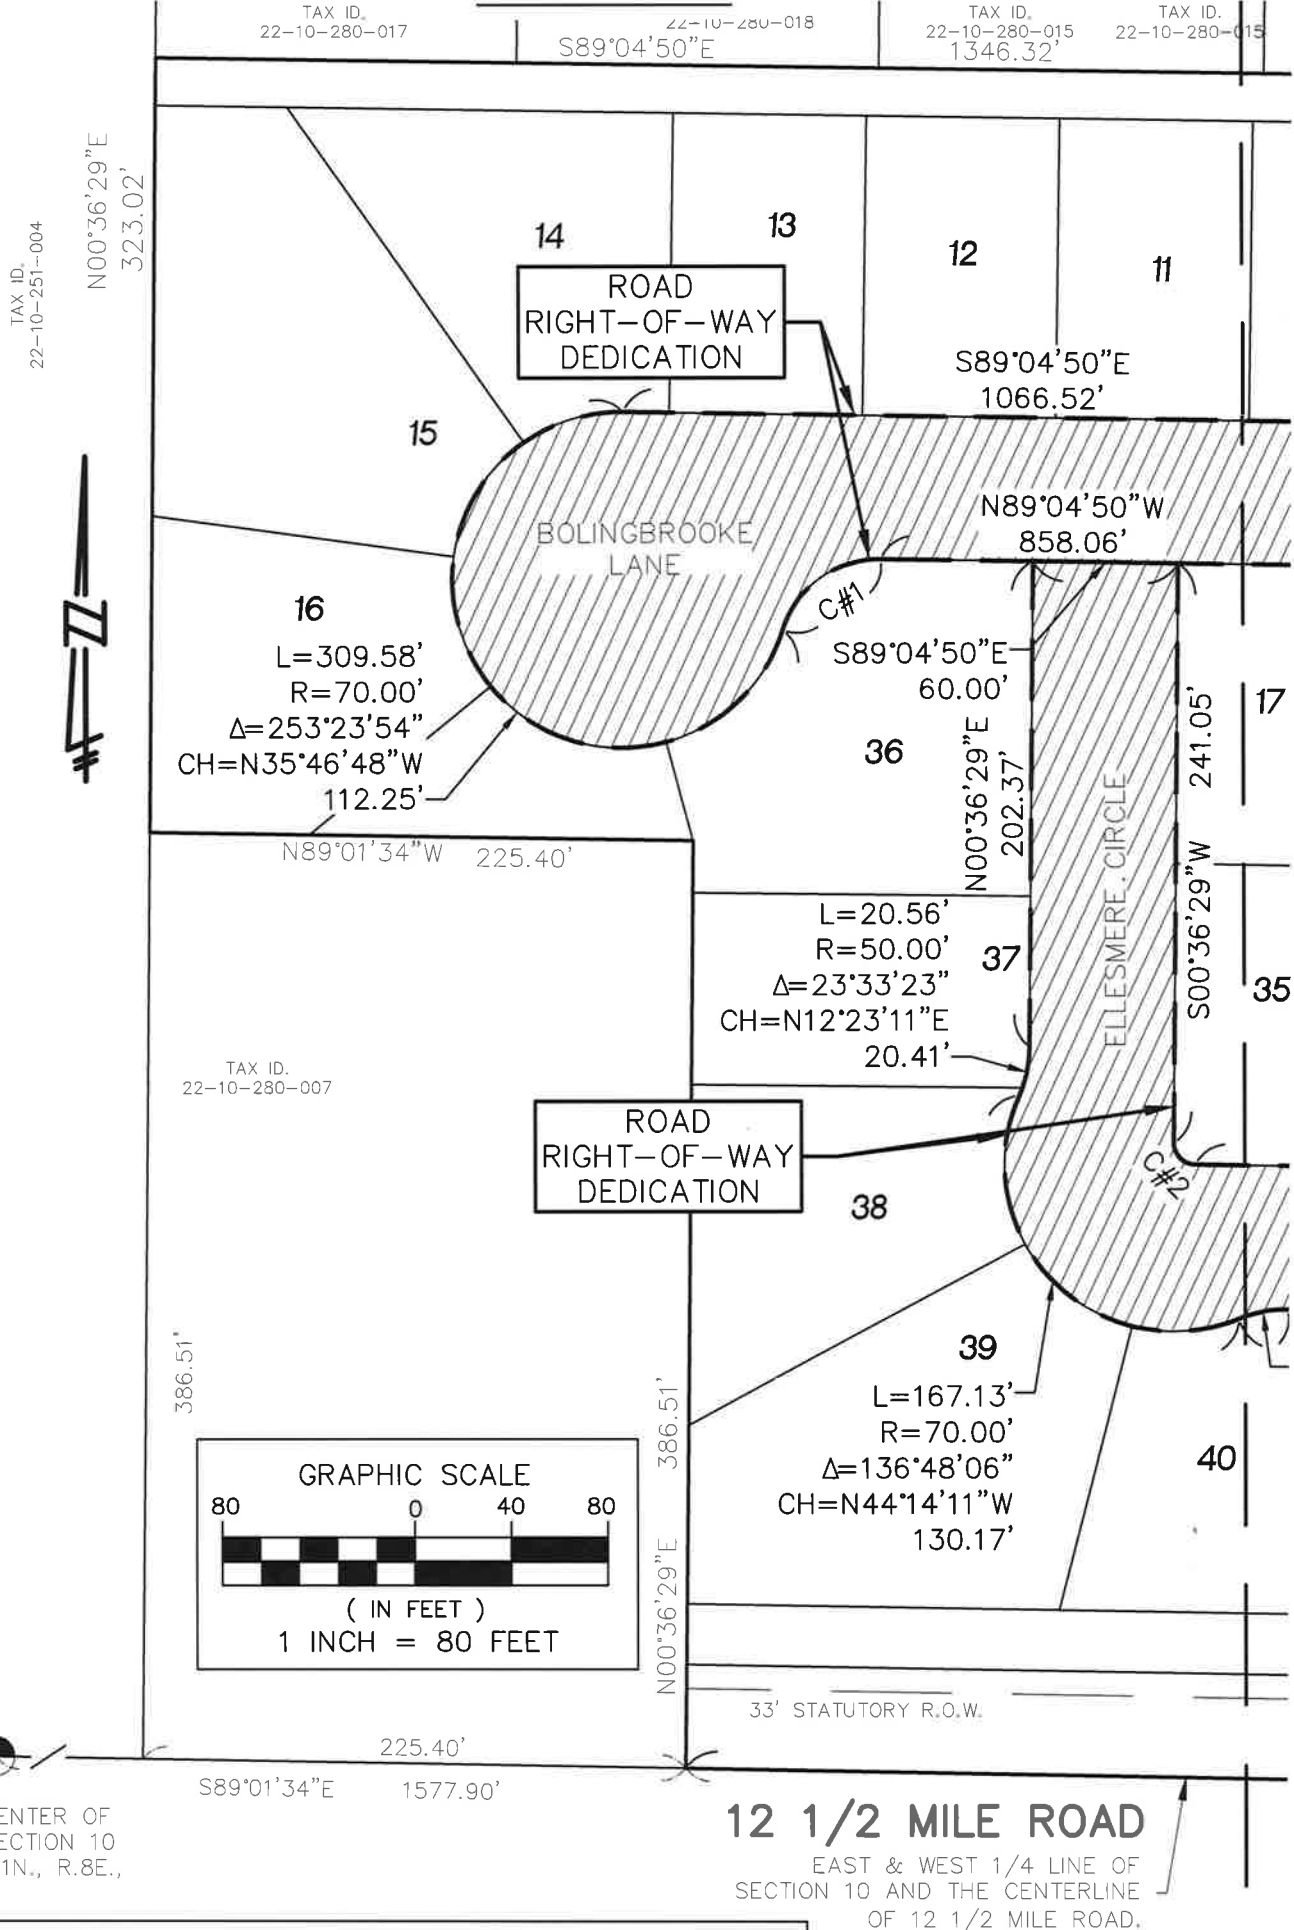 TAX ID.
22-10-280-017
22-10-280-018
TAX ID.
22-10-280-015
TAX ID.
22-10-280-015
S89°04'50"E
1346.32'
N00°36'29"E
323.02'
TAX ID.
22-10-251-004
14
13
12
11
ROAD
RIGHT-OF-WAY
DEDICATION
S89°04'50"E
1066.52'
15
BOLINGBROOKE
LANE
N89°04'50"W
858.06'
C#1
N
16
L=309.58'
R=70.00'
Δ=253°23'54"
CH=N35°46'48"W
112.25'
S89°04'50"E
60.00'
36
N00°36'29"E
202.37'
241.05'
S00°36'29"W
17
N89°01'34"W 225.40'
ELLESMERE CIRCLE
L=20.56'
R=50.00'
Δ=23°33'23"
CH=N12°23'11"E
20.41'
37
35
TAX ID.
22-10-280-007
ROAD
RIGHT-OF-WAY
DEDICATION
C#2
38
39
L=167.13'
R=70.00'
Δ=136°48'06"
CH=N44°14'11"W
130.17'
40
386.51'
N00°36'29"E 386.51'
GRAPHIC SCALE
80 0 40 80
( IN FEET )
1 INCH = 80 FEET
33' STATUTORY R.O.W.
225.40'
S89°01'34"E 1577.90'
ENTER OF
ECTION 10
1N., R.8E.,
12 1/2 MILE ROAD
EAST & WEST 1/4 LINE OF
SECTION 10 AND THE CENTERLINE
OF 12 1/2 MILE ROAD.